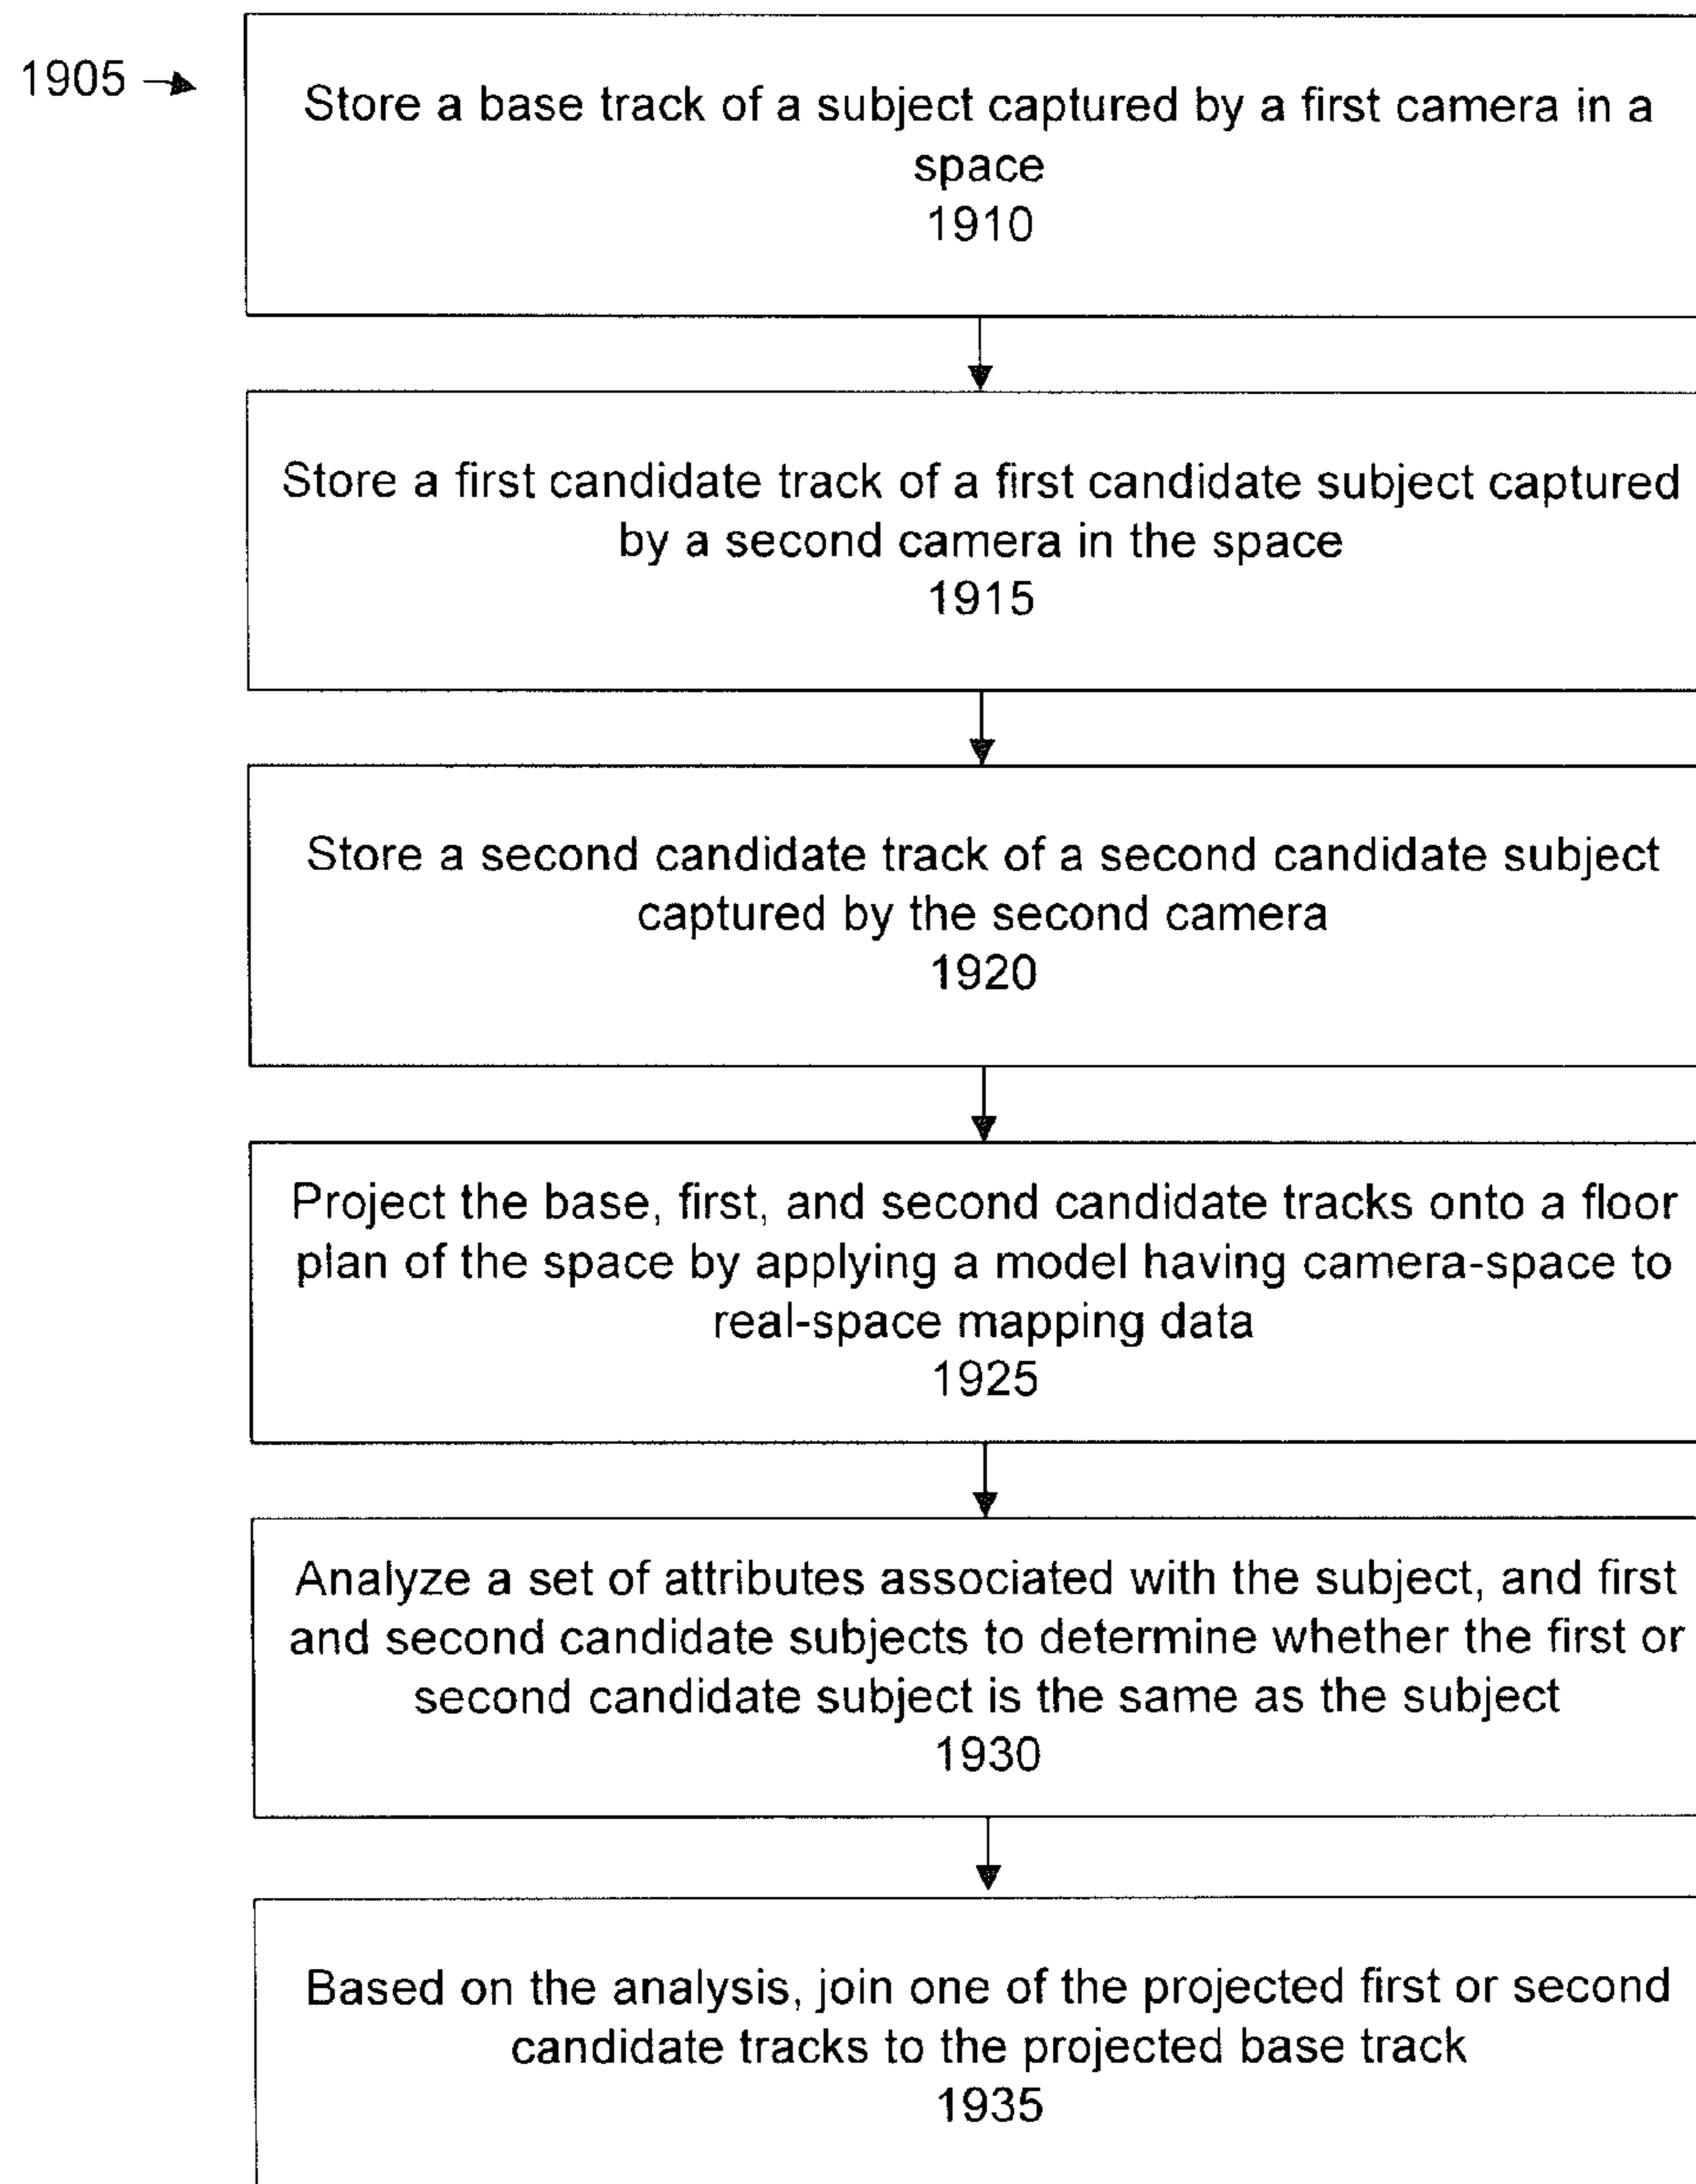 1905
Store a base track of a subject captured by a first camera in a
space
1910
Store a first candidate track of a first candidate subject captured
by a second camera in the space
1915
Store a second candidate track of a second candidate subject
captured by the second camera
1920
Project the base, first, and second candidate tracks onto a floor
plan of the space by applying a model having camera-space to
real-space mapping data
1925
Analyze a set of attributes associated with the subject, and first
and second candidate subjects to determine whether the first or
second candidate subject is the same as the subject
1930
Based on the analysis, join one of the projected first or second
candidate tracks to the projected base track
1935